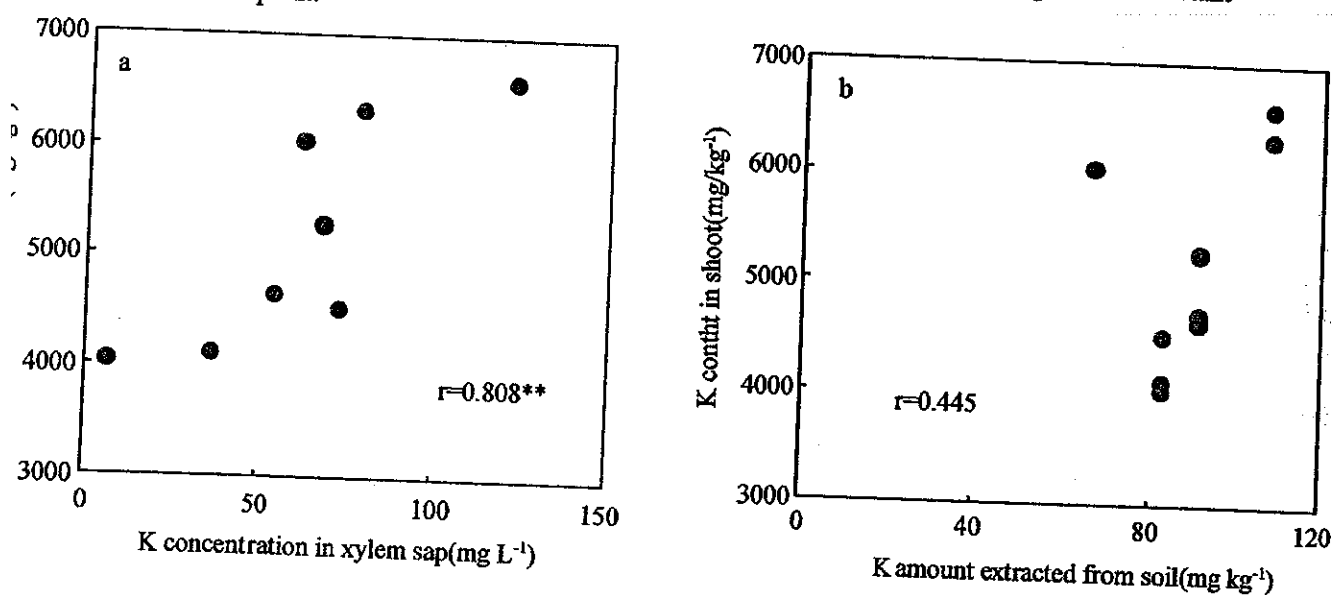 7000
6000
5000
4000
3000
a
r=0.808**
0
50
100
150
K concentration in xylem sap(mg L⁻¹)
K contht in shoot(mg/kg⁻¹)
7000
6000
5000
4000
3000
b
r=0.445
0
40
80
120
K amount extracted from soil(mg kg⁻¹)